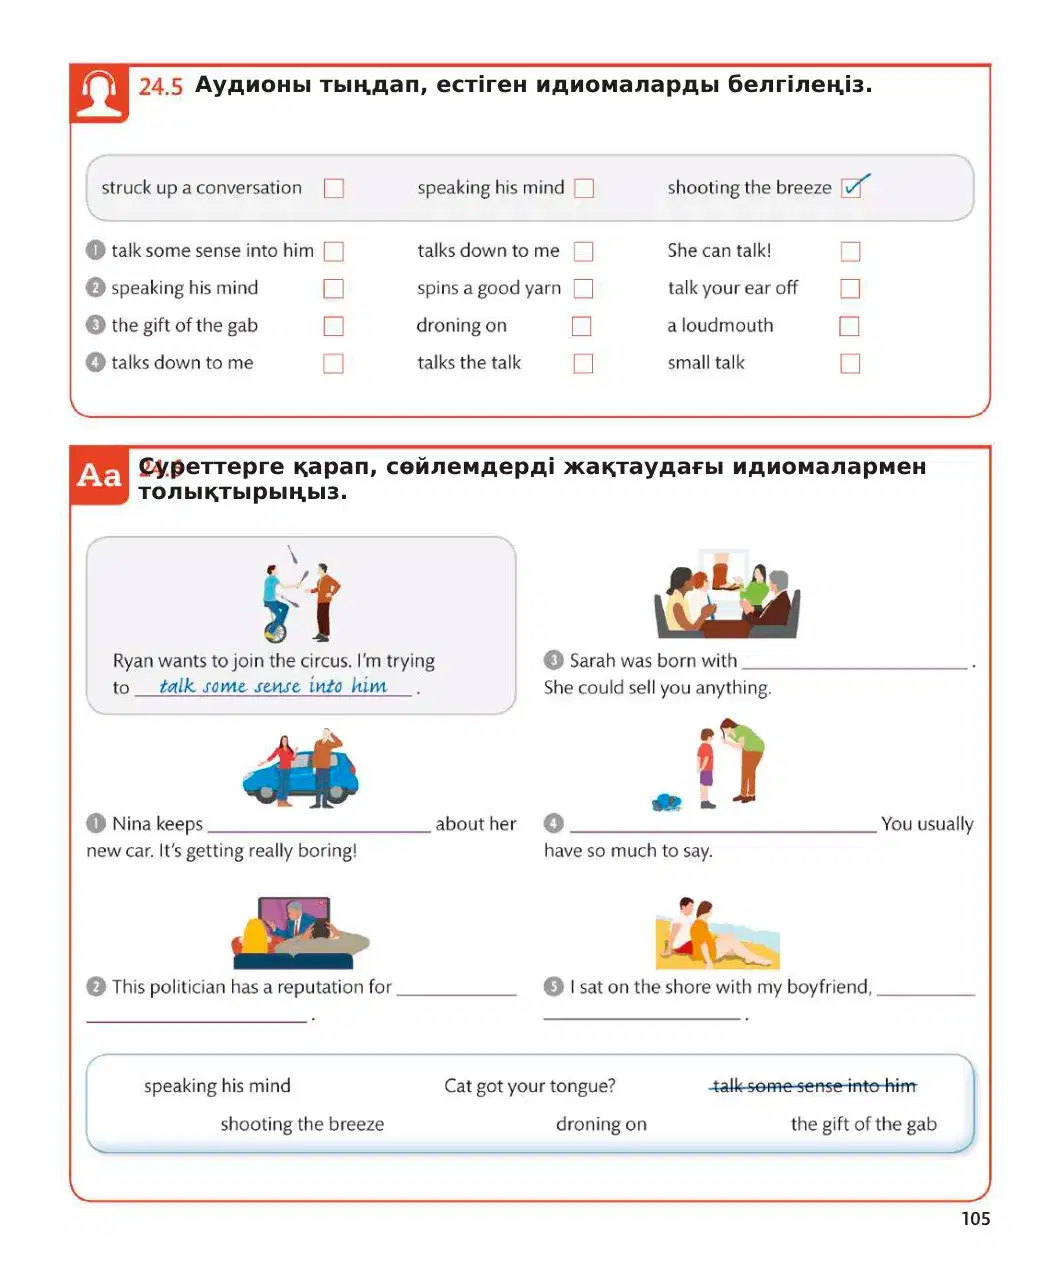 24.5 Аудионы тыңдап, естіген идиомаларды белгілеңіз.
struck up a conversation speaking his mind shooting the breeze
1 talk some sense into him talks down to me She can talk!
2 speaking his mind spins a good yarn talk your ear off
3 the gift of the gab droning on a loudmouth
4 talks down to me talks the talk small talk
Aa Суреттерге қарап, сөйлемдерді жақтаудағы идиомалармен
толықтырыңыз.
Ryan wants to join the circus. I'm trying
to talk some sense into him .
3 Sarah was born with .
She could sell you anything.
1 Nina keeps about her
new car. It's getting really boring!
4 You usually
have so much to say.
2 This politician has a reputation for
.
5 I sat on the shore with my boyfriend,
.
speaking his mind Cat got your tongue? talk some sense into him
shooting the breeze droning on the gift of the gab
105